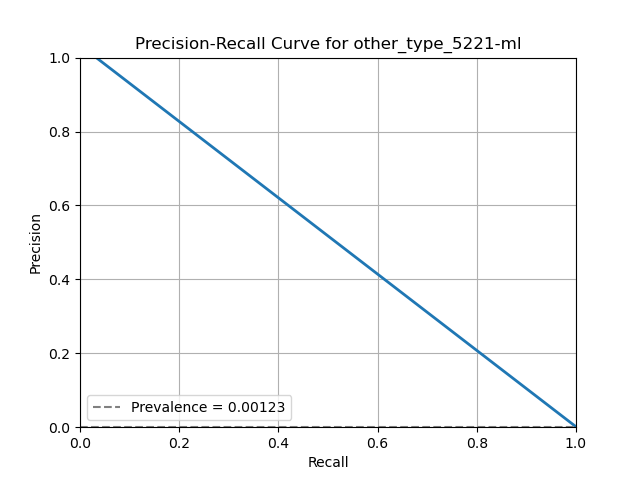 Precision-Recall Curve for other_type_5221-ml
1.0
0.8
0.6
0.4
0.2
0.0
Precision
Prevalence = 0.00123
0.0 0.2 0.4 0.6 0.8 1.0
Recall